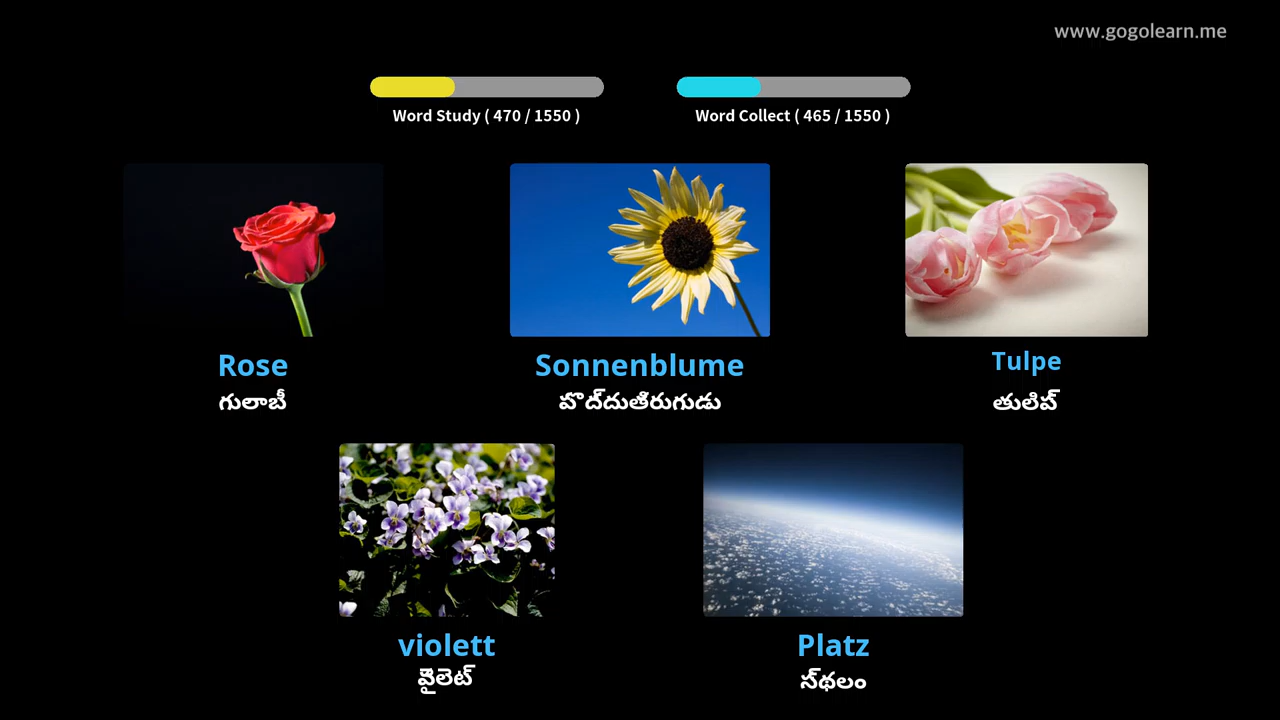 www.gogolearn.me
Word Study ( 470 / 1550 )
Word Collect ( 465 / 1550 )
Rose
గులాబీ
Sonnenblume
పొద్దుతిరుగుడు
Tulpe
తులిప్
violett
వైలెట్
Platz
స్థలం